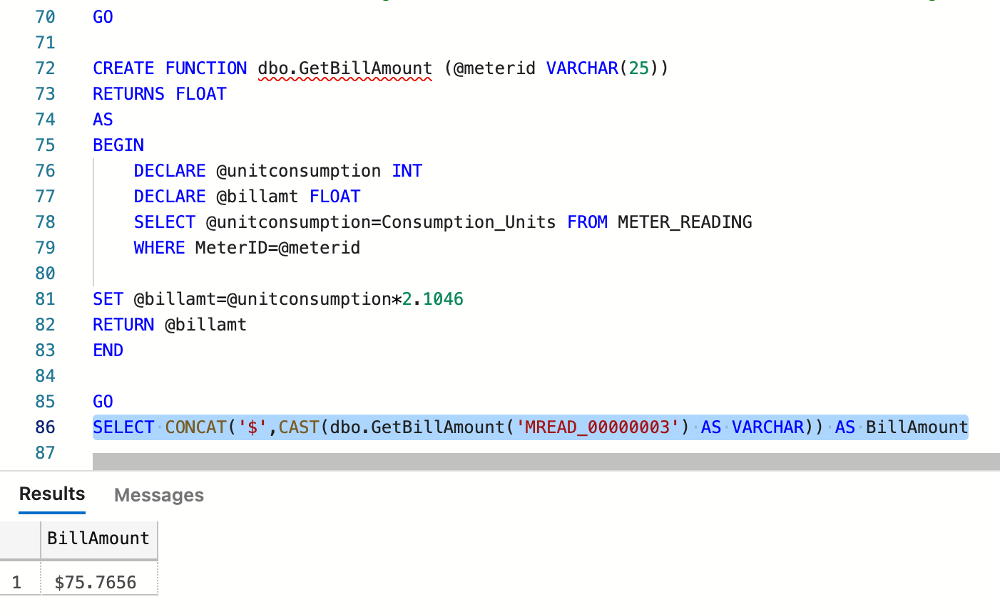 70 GO
71
72 CREATE FUNCTION dbo.GetBillAmount (@meterid VARCHAR(25))
73 RETURNS FLOAT
74 AS
75 BEGIN
76 DECLARE @unitconsumption INT
77 DECLARE @billamt FLOAT
78 SELECT @unitconsumption=Consumption_Units FROM METER_READING
79 WHERE MeterID=@meterid
80
81 SET @billamt=@unitconsumption*2.1046
82 RETURN @billamt
83 END
84
85 GO
86 SELECT CONCAT('$',CAST(dbo.GetBillAmount('MREAD_00000003') AS VARCHAR)) AS BillAmount
87
Results Messages
BillAmount
1 $75.7656